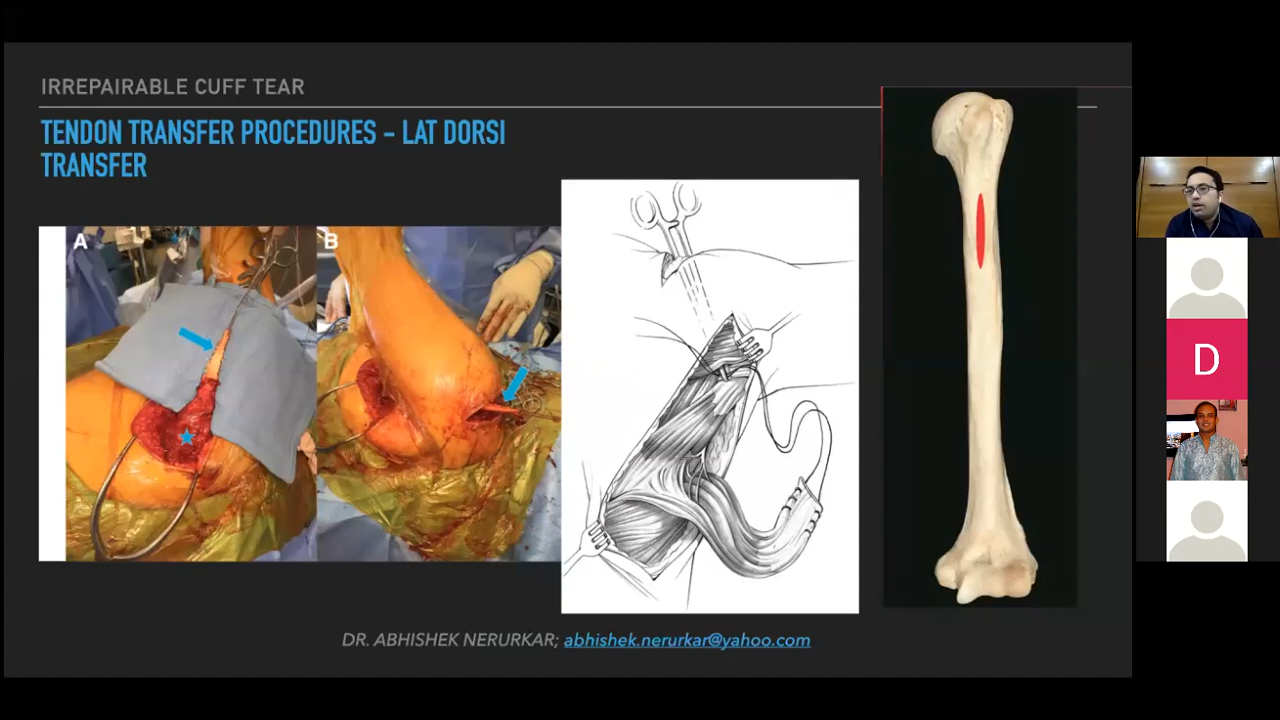 IRREPAIRABLE CUFF TEAR
TENDON TRANSFER PROCEDURES – LAT DORSI
TRANSFER
A
B
DR. ABHISHEK NERURKAR; abhishek.nerurkar@yahoo.com
D